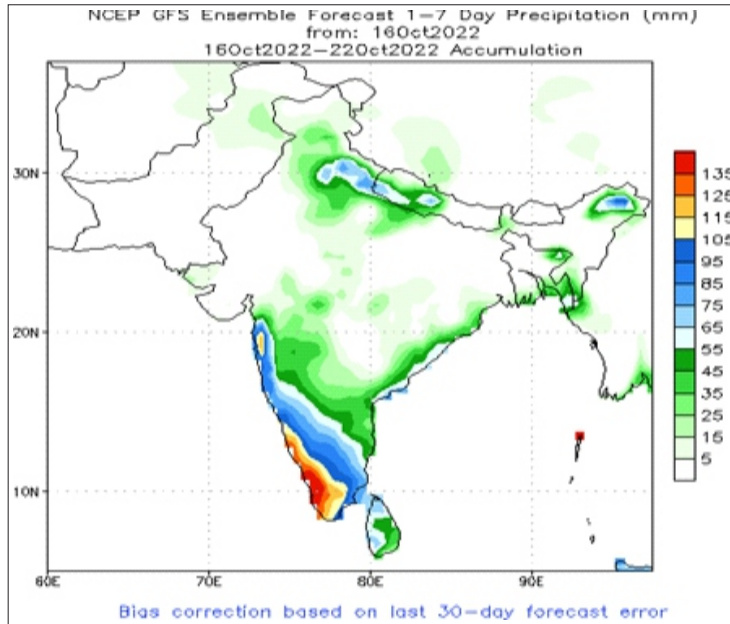 NCEP GFS Ensemble Forecast 1-7 Day Precipitation (mm)
from: 16Oct2022
16Oct2022-22Oct2022 Accumulation
30N
20N
10N
60E
70E
80E
90E
135
125
115
105
95
85
75
65
55
45
35
25
15
5
Bias correction based on last 30-day forecast error